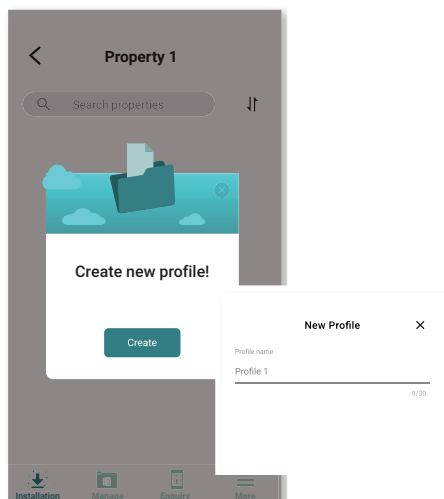 Property 1
Search properties
Create new profile!
Create
New Profile
Profile name
Profile 1
9/30
Installation
Manage
Enquiry
More